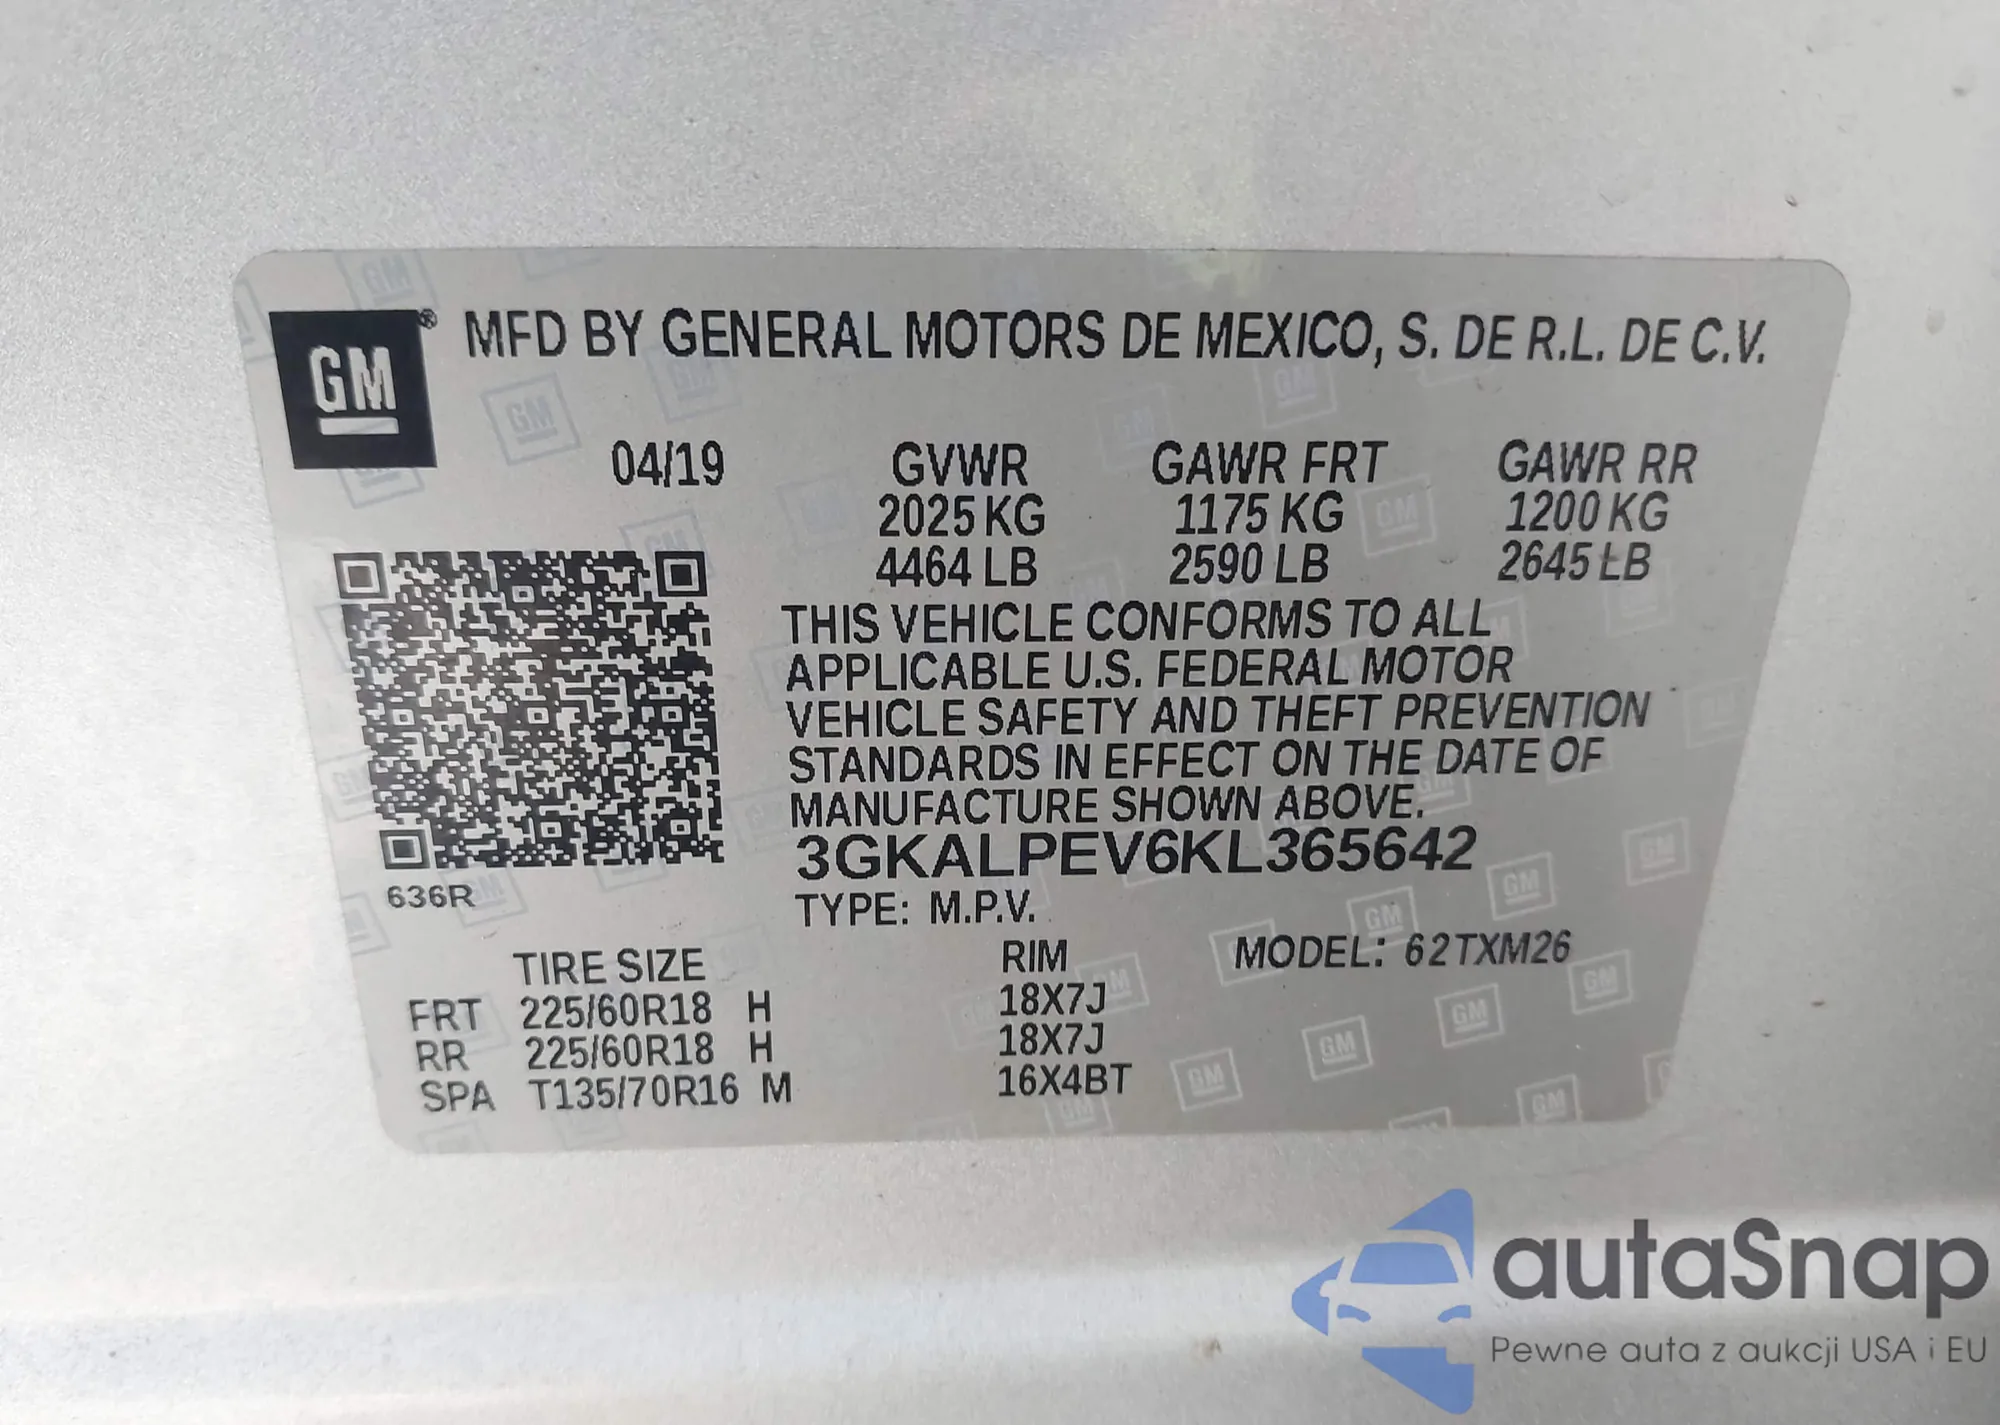 GM® MFD BY GENERAL MOTORS DE MEXICO, S. DE R.L. DE C.V.
04/19 GVWR GAWR FRT GAWR RR
2025 KG 1175 KG 1200 KG
4464 LB 2590 LB 2645 LB
THIS VEHICLE CONFORMS TO ALL
APPLICABLE U.S. FEDERAL MOTOR
VEHICLE SAFETY AND THEFT PREVENTION
STANDARDS IN EFFECT ON THE DATE OF
MANUFACTURE SHOWN ABOVE.
3GKALPEV6KL365642
636R
TYPE: M.P.V.
TIRE SIZE RIM MODEL: 62TXM26
FRT 225/60R18 H 18X7J
RR 225/60R18 H 18X7J
SPA T135/70R16 M 16X4BT
autaSnap
Pewne auta z aukcji USA i EU